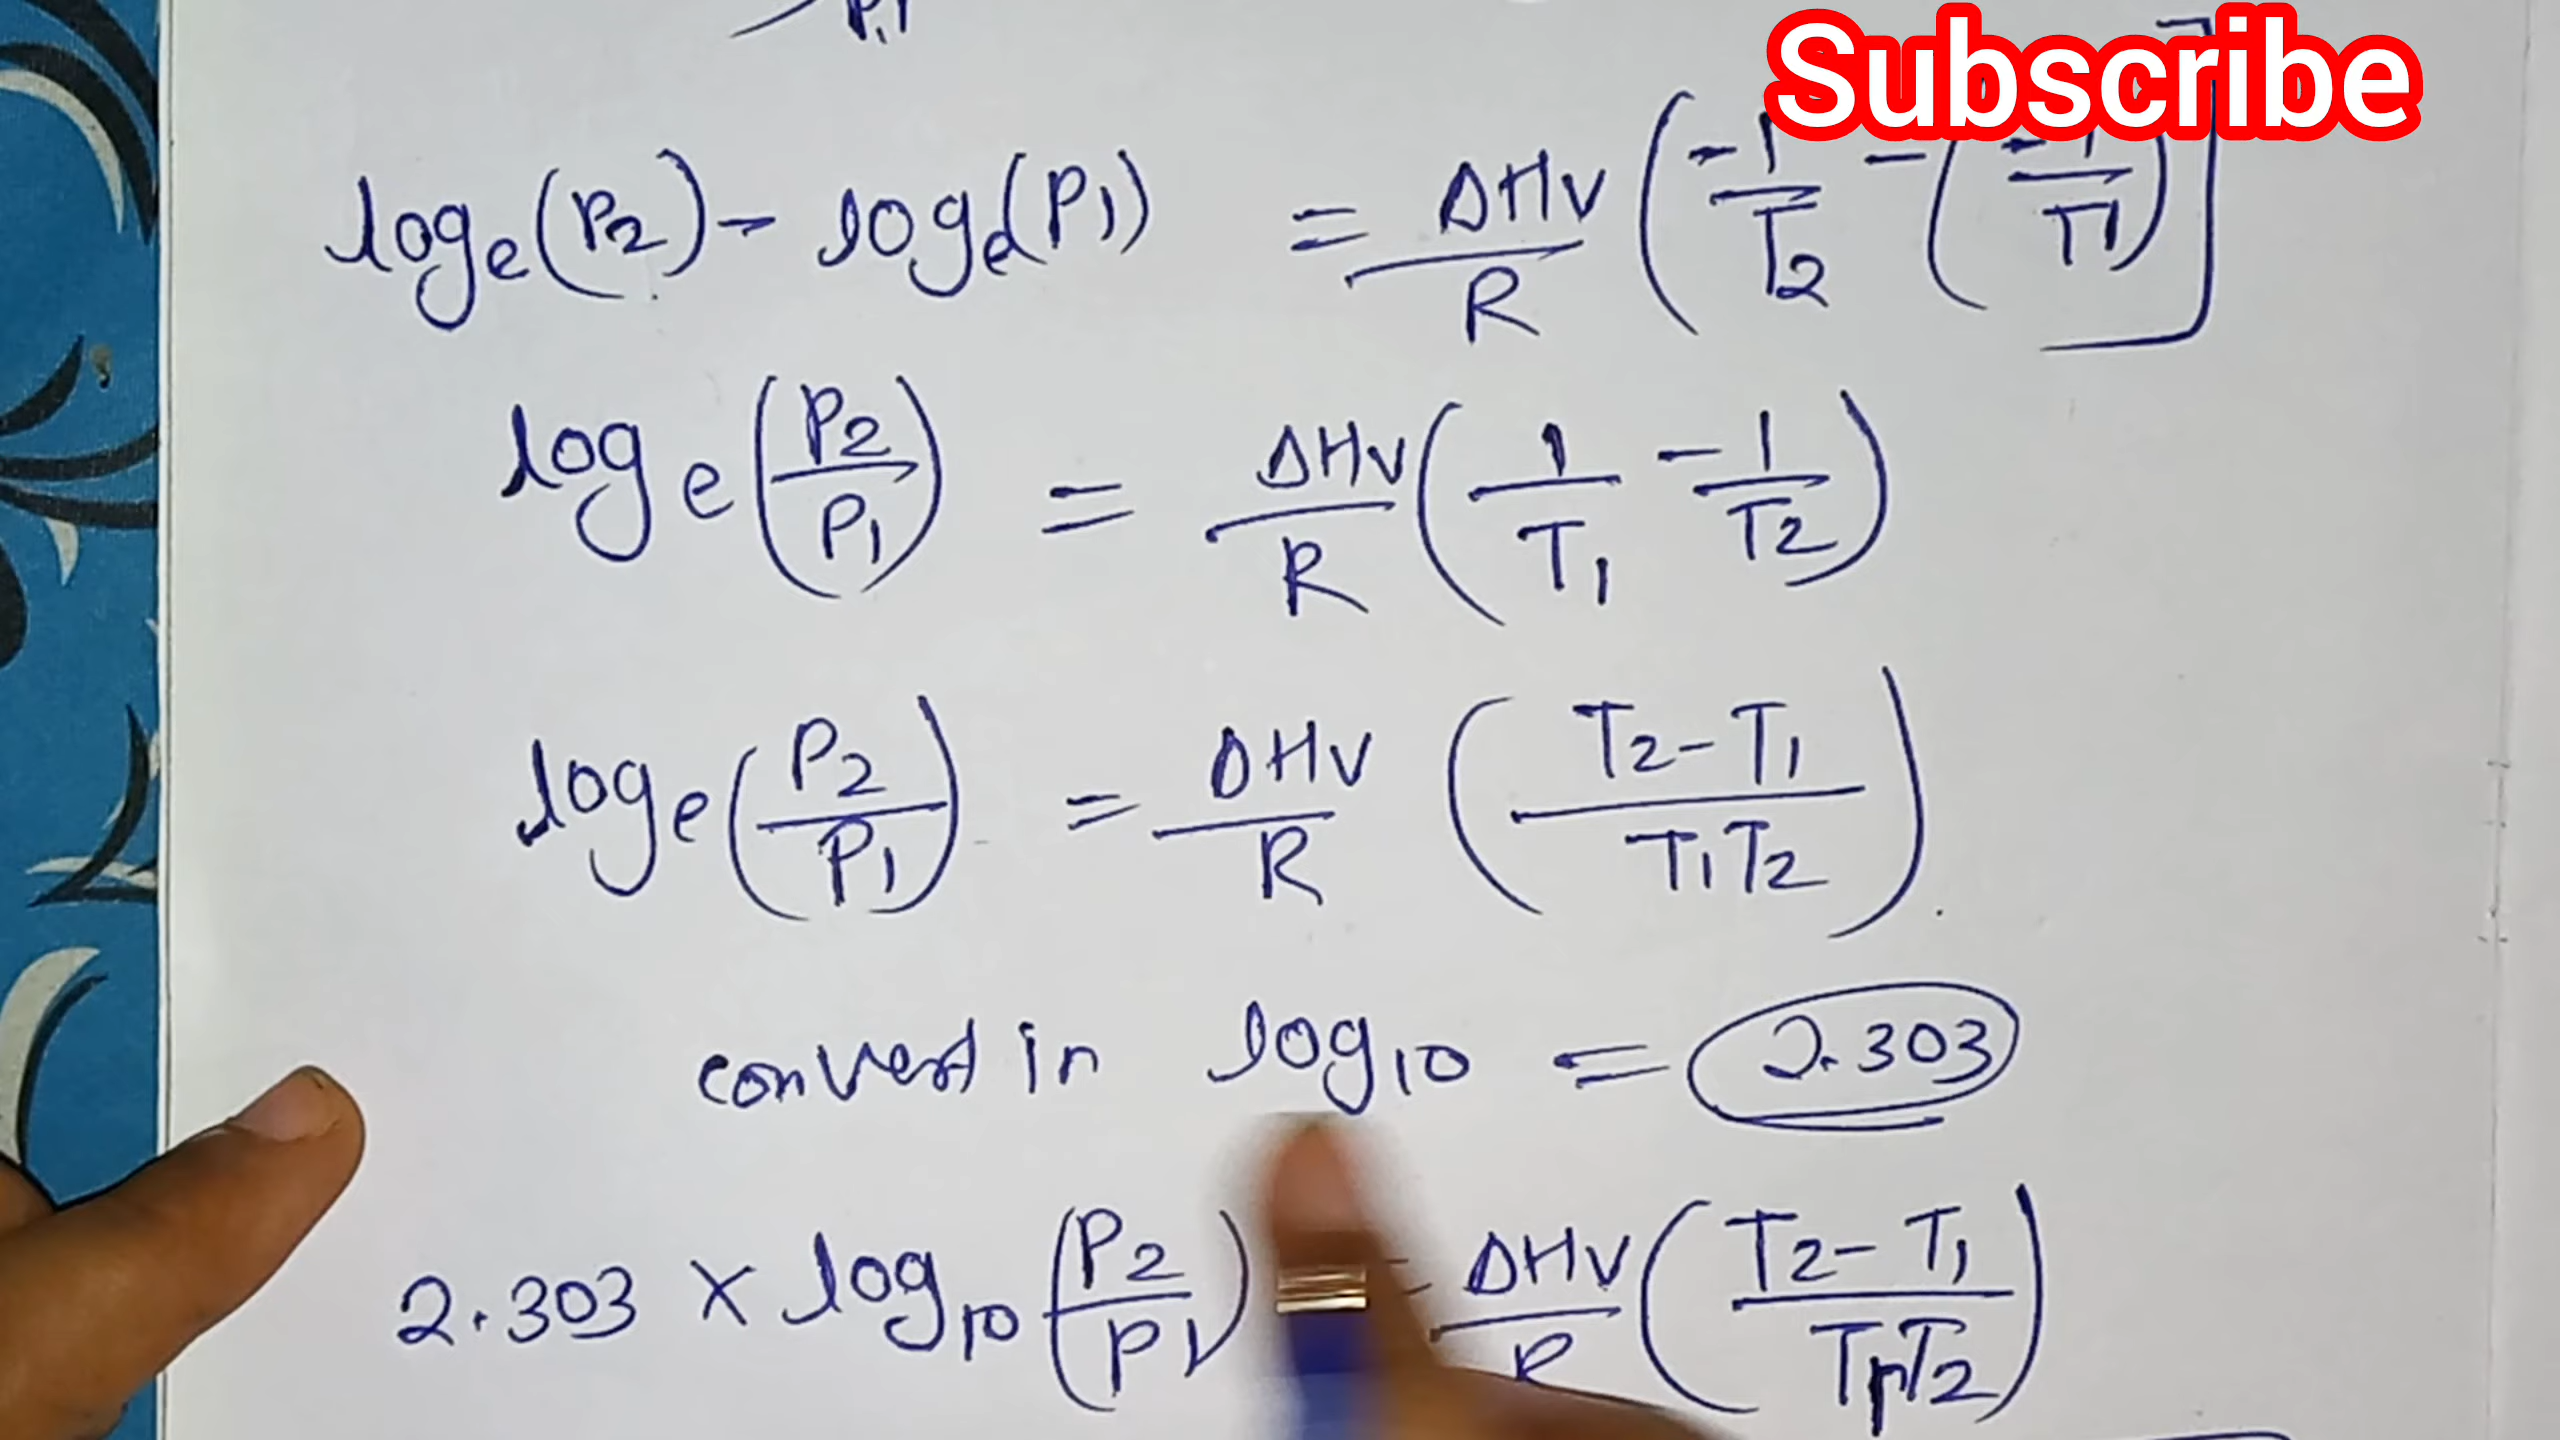 P1
Subscribe
loge(P2) - loge(P1) = ΔHv/R (-1/T2 - (-1/T1)]
loge(P2/P1) = ΔHv/R (1/T1 - 1/T2)
loge(P2/P1) = ΔHv/R (T2-T1/T1T2)
convert in log10 = 2.303
2.303 × log10(P2/P1) = ΔHv/R (T2-T1/T1T2)